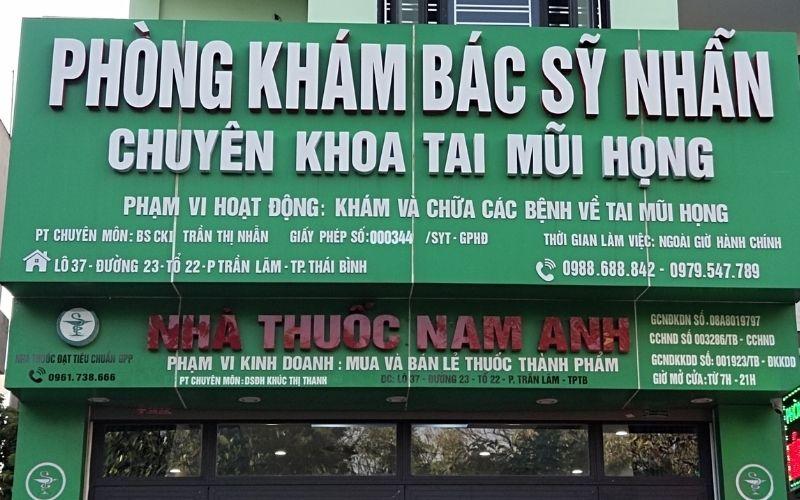 PHÒNG KHÁM BÁC SỸ NHẪN
CHUYÊN KHOA TAI MŨI HỌNG
PHẠM VI HOẠT ĐỘNG: KHÁM VÀ CHỮA CÁC BỆNH VỀ TAI MŨI HỌNG
PT CHUYÊN MÔN: BS CK1 TRẦN THỊ NHẪN GIẤY PHÉP SỐ: 000344 /SYT - GPHĐ THỜI GIAN LÀM VIỆC: NGOÀI GIỜ HÀNH CHÍNH
LÔ 37 - ĐƯỜNG 23 - TỔ 22 - P TRẦN LÃM - TP. THÁI BÌNH 0988.688.842 - 0979.547.789
NHÀ THUỐC NAM ANH
NHÀ THUỐC ĐẠT TIÊU CHUẨN GPP
0961.738.666
PHẠM VI KINH DOANH : MUA VÀ BÁN LẺ THUỐC THÀNH PHẨM
PT CHUYÊN MÔN: DSĐH KHÚC THỊ THANH ĐC: LÔ 37 - ĐƯỜNG 23 - TỔ 22 - P. TRẦN LÃM - TPTB
GCNĐKDN SỐ. 08A8019797
CCHND SỐ 003286/TB - CCHND
GCNDKKDD SỐ: 001923/TB - ĐKKDD
GIỜ MỞ CỬA: TỪ 7H - 21H